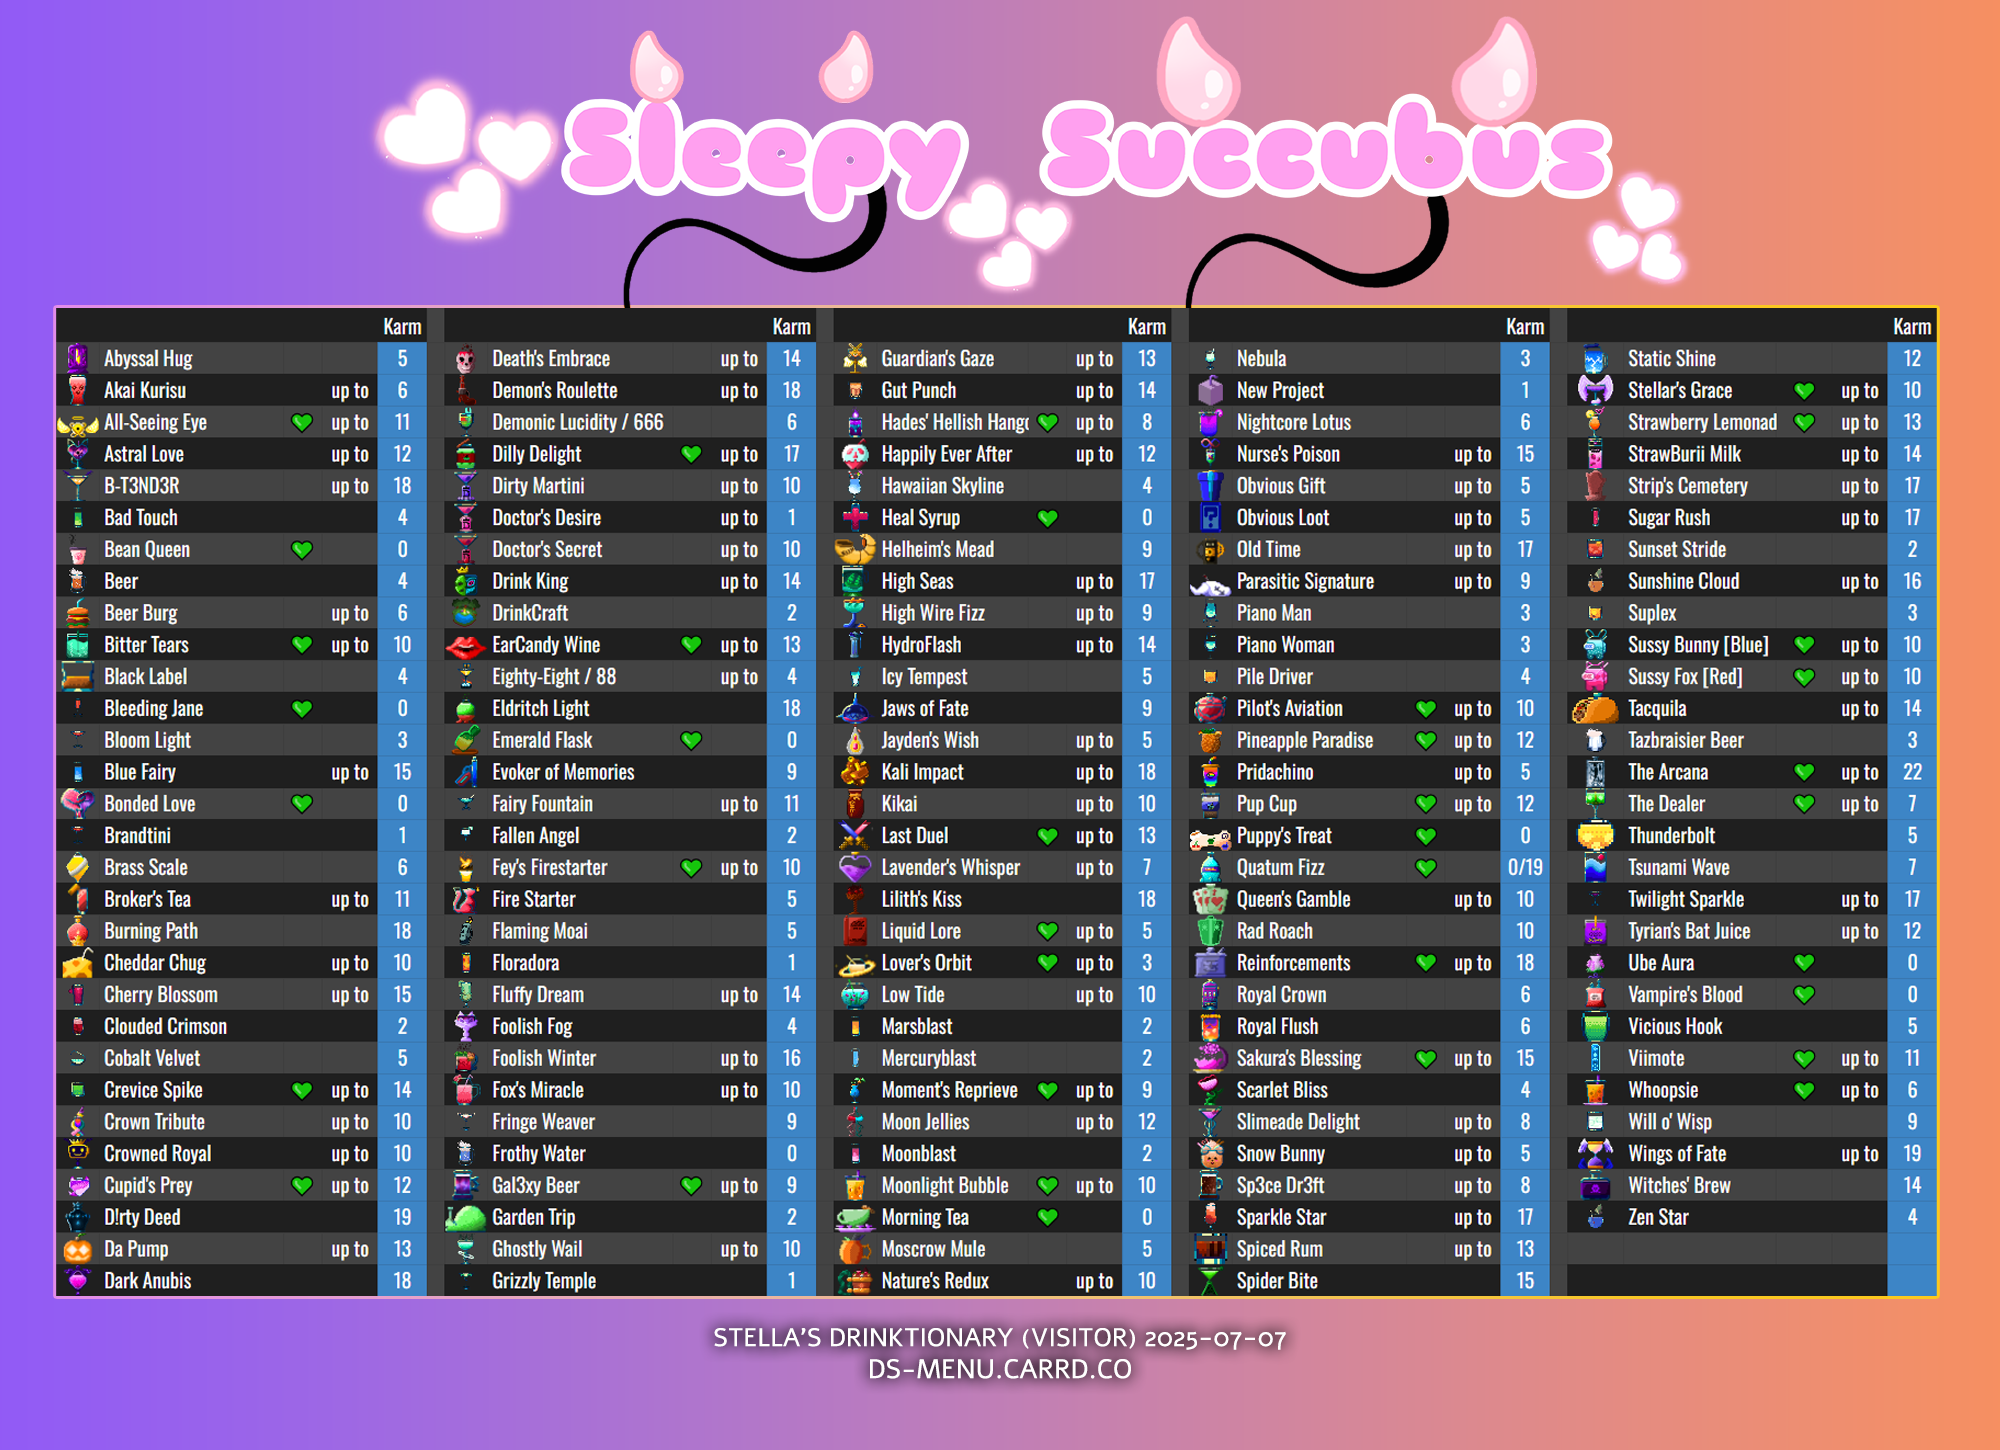 Sleepy Succubus
Karm
Abyssal Hug 5
Akai Kurisu up to 6
All-Seeing Eye up to 11
Astral Love up to 12
B-T3ND3R up to 18
Bad Touch 4
Bean Queen 0
Beer 4
Beer Burg up to 6
Bitter Tears up to 10
Black Label 4
Bleeding Jane 0
Bloom Light 3
Blue Fairy up to 15
Bonded Love 0
Brandtini 1
Brass Scale 6
Broker's Tea up to 11
Burning Path 18
Cheddar Chug up to 10
Cherry Blossom up to 15
Clouded Crimson 2
Cobalt Velvet 5
Crevice Spike up to 14
Crown Tribute up to 10
Crowned Royal up to 10
Cupid's Prey up to 12
D!rty Deed 19
Da Pump up to 13
Dark Anubis 18
Karm
Death's Embrace up to 14
Demon's Roulette up to 18
Demonic Lucidity / 666 6
Dilly Delight up to 17
Dirty Martini up to 10
Doctor's Desire up to 1
Doctor's Secret up to 10
Drink King up to 14
DrinkCraft 2
EarCandy Wine up to 13
Eighty-Eight / 88 up to 4
Eldritch Light 18
Emerald Flask 0
Evoker of Memories 9
Fairy Fountain up to 11
Fallen Angel 2
Fey's Firestarter up to 10
Fire Starter 5
Flaming Moai 5
Floradora 1
Fluffy Dream up to 14
Foolish Fog 4
Foolish Winter up to 16
Fox's Miracle up to 10
Fringe Weaver 9
Frothy Water 0
Gal3xy Beer up to 9
Garden Trip 2
Ghostly Wail up to 10
Grizzly Temple 1
Karm
Guardian's Gaze up to 13
Gut Punch up to 14
Hades' Hellish Hang up to 8
Happily Ever After up to 12
Hawaiian Skyline 4
Heal Syrup 0
Helheim's Mead 9
High Seas up to 17
High Wire Fizz up to 9
HydroFlash up to 14
Icy Tempest 5
Jaws of Fate 9
Jayden's Wish up to 5
Kali Impact up to 18
Kikai up to 10
Last Duel up to 13
Lavender's Whisper up to 7
Lilith's Kiss 18
Liquid Lore up to 5
Lover's Orbit up to 3
Low Tide up to 10
Marsblast 2
Mercuryblast 2
Moment's Reprieve up to 9
Moon Jellies up to 12
Moonblast 2
Moonlight Bubble up to 10
Morning Tea 0
Moscrow Mule 5
Nature's Redux up to 10
Karm
Nebula 3
New Project 1
Nightcore Lotus 6
Nurse's Poison up to 15
Obvious Gift up to 5
Obvious Loot up to 5
Old Time up to 17
Parasitic Signature up to 9
Piano Man 3
Piano Woman 3
Pile Driver 4
Pilot's Aviation up to 10
Pineapple Paradise up to 12
Pridachino up to 5
Pup Cup up to 12
Puppy's Treat 0
Quatum Fizz 0/19
Queen's Gamble up to 10
Rad Roach 10
Reinforcements up to 18
Royal Crown 6
Royal Flush 6
Sakura's Blessing up to 15
Scarlet Bliss 4
Slimeade Delight up to 8
Snow Bunny up to 5
Sp3ce Dr3ft up to 8
Sparkle Star up to 17
Spiced Rum up to 13
Spider Bite 15
Karm
Static Shine 12
Stellar's Grace up to 10
Strawberry Lemonad up to 13
StrawBurii Milk up to 14
Strip's Cemetery up to 17
Sugar Rush up to 17
Sunset Stride 2
Sunshine Cloud up to 16
Suplex 3
Sussy Bunny [Blue] up to 10
Sussy Fox [Red] up to 10
Tacquila up to 14
Tazbraisier Beer 3
The Arcana up to 22
The Dealer up to 7
Thunderbolt 5
Tsunami Wave 7
Twilight Sparkle up to 17
Tyrian's Bat Juice up to 12
Ube Aura 0
Vampire's Blood 0
Vicious Hook 5
Viimote up to 11
Whoopsie up to 6
Will o' Wisp 9
Wings of Fate up to 19
Witches' Brew 14
Zen Star 4
STELLA'S DRINKTIONARY (VISITOR) 2025-07-07
DS-MENU.CARRD.CO